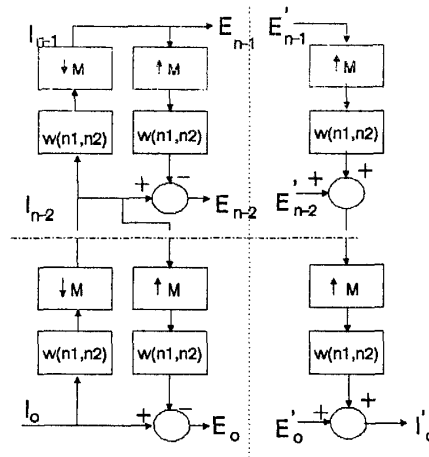 I_{n-1} E_{n-1} E'_{n-1}
↓ M ↑ M ↑ M
w(n1,n2) w(n1,n2) w(n1,n2)
+ − + +
I_{n-2} E_{n-2} E'_{n-2}
↓ M ↑ M ↑ M
w(n1,n2) w(n1,n2) w(n1,n2)
I_o + − E_o E'_o + + I'_o